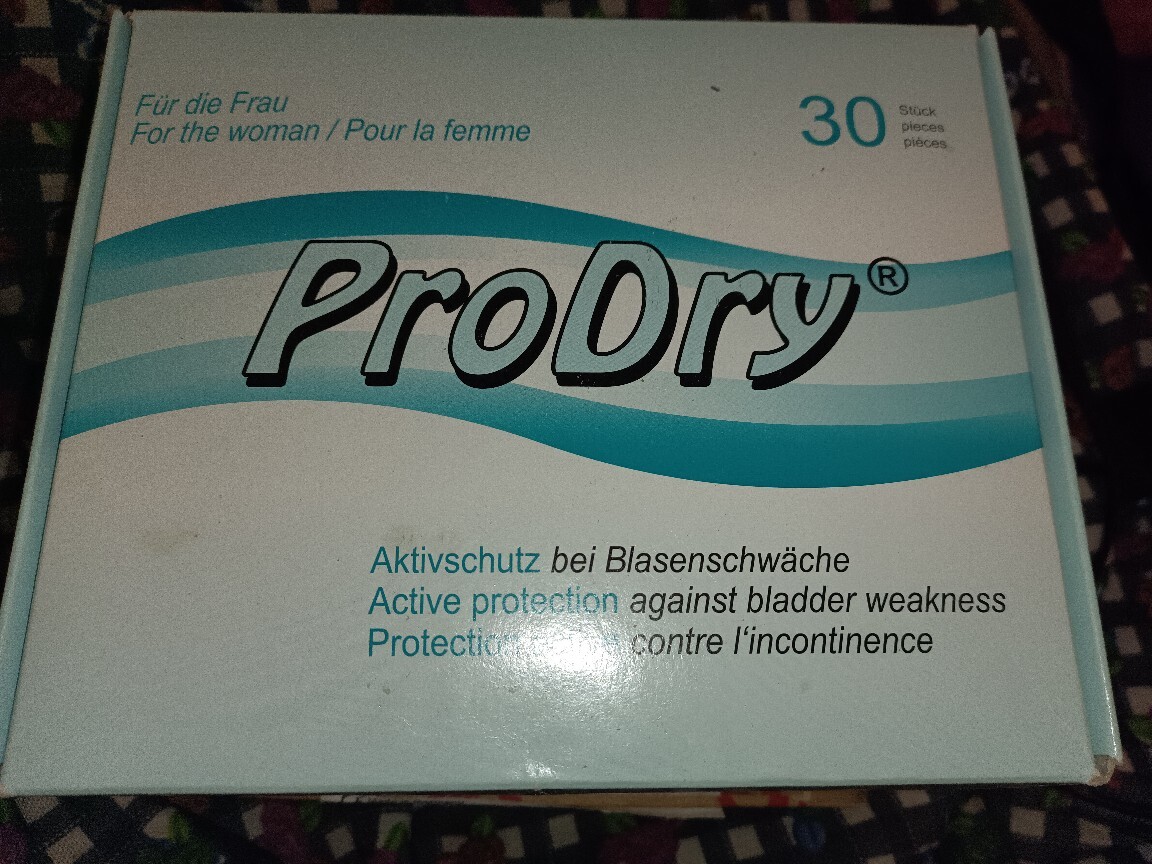 Für die Frau
For the woman / Pour la femme
30 Stück
pieces
pièces
ProDry®
Aktivschutz bei Blasenschwäche
Active protection against bladder weakness
contre l'incontinence